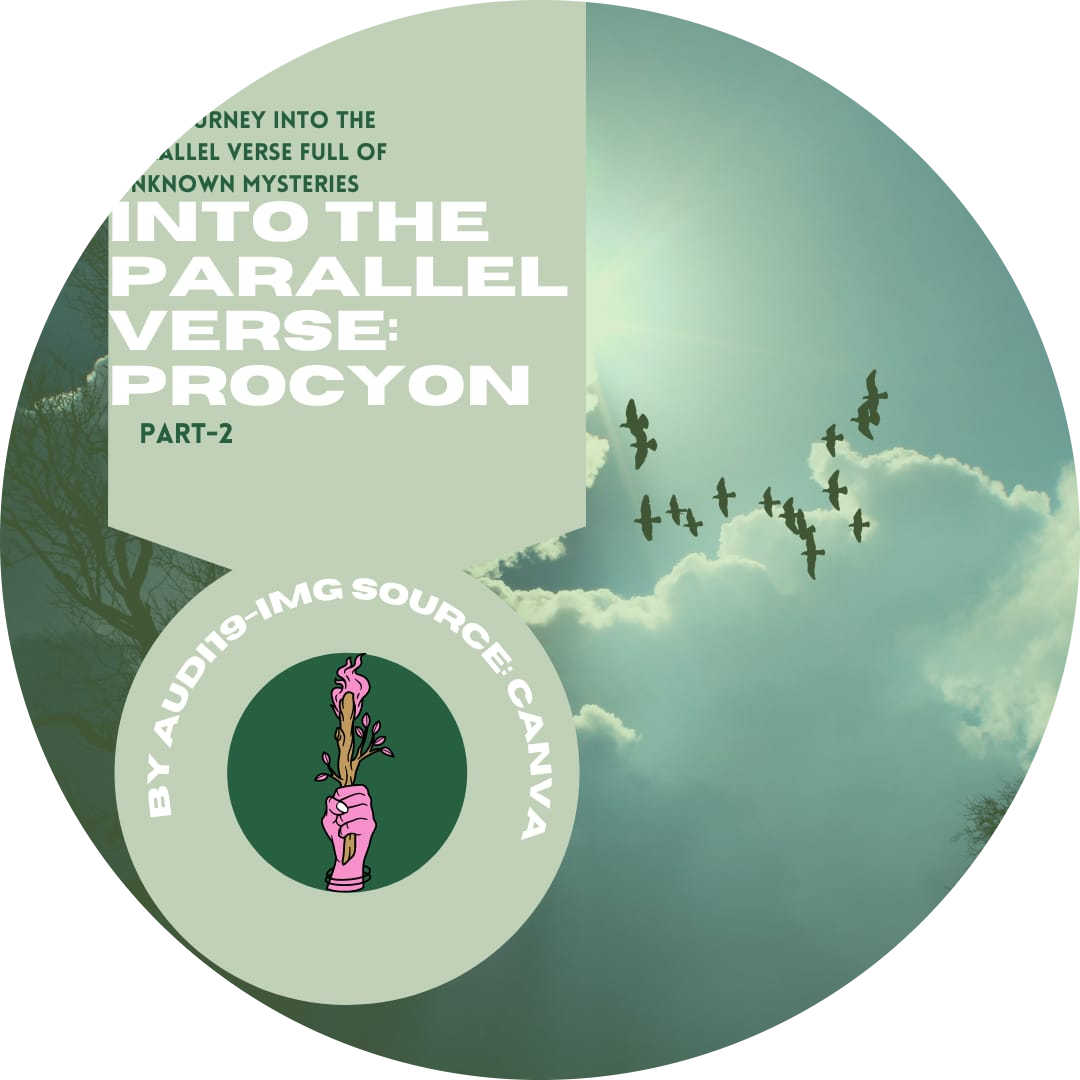 INTO THE
VERSE FULL OF
MYSTERIES
INTO THE
PARALLEL
VERSE:
PROCYON
PART-2
BY AUDI19-IMG SOURCE: CANVA